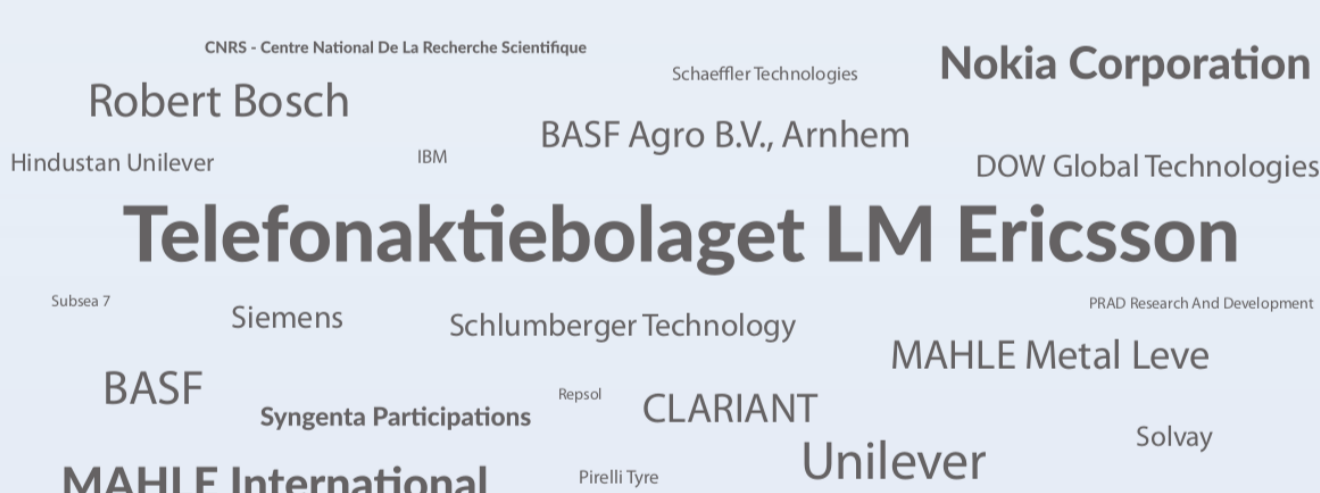 CNRS - Centre National De La Recherche Scientifique
Nokia Corporation
Schaeffler Technologies
Robert Bosch
BASF Agro B.V., Arnhem
IBM
Hindustan Unilever
DOW Global Technologies
Telefonaktiebolaget LM Ericsson
Subsea 7
PRAD Research And Development
Siemens
Schlumberger Technology
MAHLE Metal Leve
BASF
Repsol
CLARIANT
Syngenta Participations
Solvay
Unilever
Pirelli Tyre
MAHLE International